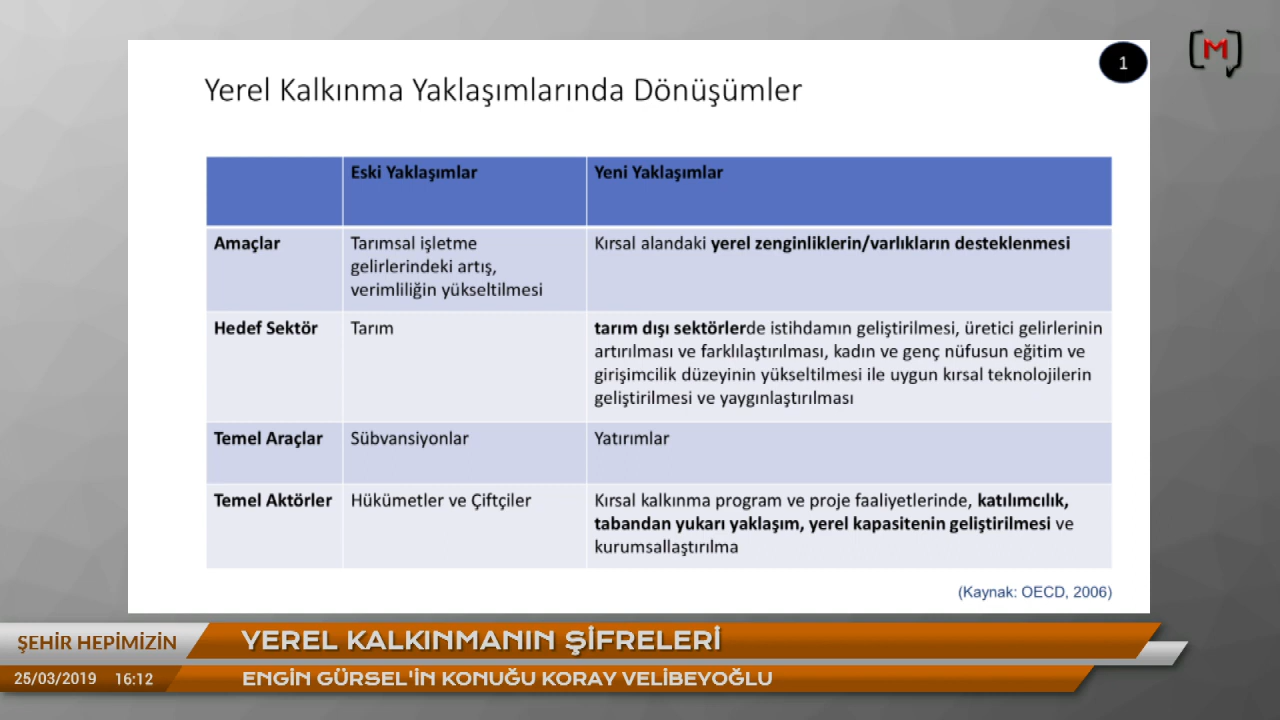 1
[M]
Yerel Kalkınma Yaklaşımlarında Dönüşümler
Eski Yaklaşımlar
Yeni Yaklaşımlar
Amaçlar
Tarımsal işletme
gelirlerindeki artış,
verimliliğin yükseltilmesi
Kırsal alandaki yerel zenginliklerin/varlıkların desteklenmesi
Hedef Sektör
Tarım
tarım dışı sektörlerde istihdamın geliştirilmesi, üretici gelirlerinin
artırılması ve farklılaştırılması, kadın ve genç nüfusun eğitim ve
girişimcilik düzeyinin yükseltilmesi ile uygun kırsal teknolojilerin
geliştirilmesi ve yaygınlaştırılması
Temel Araçlar
Sübvansiyonlar
Yatırımlar
Temel Aktörler
Hükümetler ve Çiftçiler
Kırsal kalkınma program ve proje faaliyetlerinde, katılımcılık,
tabandan yukarı yaklaşım, yerel kapasitenin geliştirilmesi ve
kurumsallaştırılma
(Kaynak: OECD, 2006)
ŞEHİR HEPİMİZİN
YEREL KALKINMANIN ŞİFRELERİ
25/03/2019 16:12
ENGİN GÜRSEL'İN KONUĞU KORAY VELİBEYOĞLU